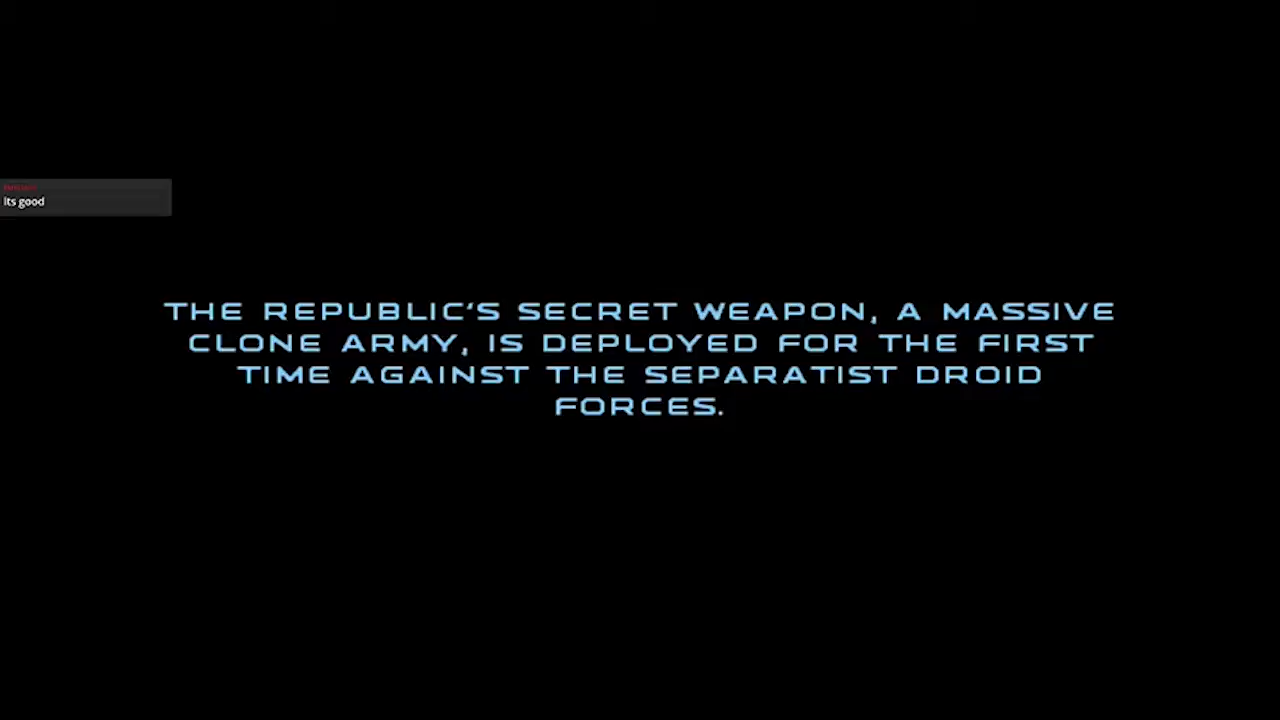 Its good
THE REPUBLIC'S SECRET WEAPON, A MASSIVE
CLONE ARMY, IS DEPLOYED FOR THE FIRST
TIME AGAINST THE SEPARATIST DROID
FORCES.